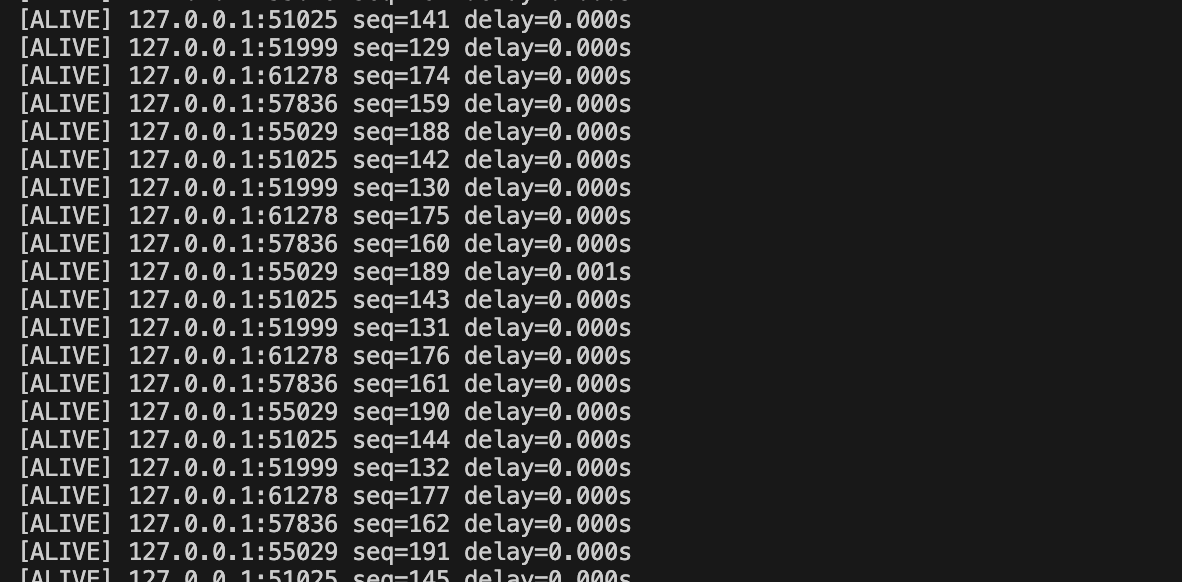 [ALIVE] 127.0.0.1:51025 seq=141 delay=0.000s
[ALIVE] 127.0.0.1:51999 seq=129 delay=0.000s
[ALIVE] 127.0.0.1:61278 seq=174 delay=0.000s
[ALIVE] 127.0.0.1:57836 seq=159 delay=0.000s
[ALIVE] 127.0.0.1:55029 seq=188 delay=0.000s
[ALIVE] 127.0.0.1:51025 seq=142 delay=0.000s
[ALIVE] 127.0.0.1:51999 seq=130 delay=0.000s
[ALIVE] 127.0.0.1:61278 seq=175 delay=0.000s
[ALIVE] 127.0.0.1:57836 seq=160 delay=0.000s
[ALIVE] 127.0.0.1:55029 seq=189 delay=0.001s
[ALIVE] 127.0.0.1:51025 seq=143 delay=0.000s
[ALIVE] 127.0.0.1:51999 seq=131 delay=0.000s
[ALIVE] 127.0.0.1:61278 seq=176 delay=0.000s
[ALIVE] 127.0.0.1:57836 seq=161 delay=0.000s
[ALIVE] 127.0.0.1:55029 seq=190 delay=0.000s
[ALIVE] 127.0.0.1:51025 seq=144 delay=0.000s
[ALIVE] 127.0.0.1:51999 seq=132 delay=0.000s
[ALIVE] 127.0.0.1:61278 seq=177 delay=0.000s
[ALIVE] 127.0.0.1:57836 seq=162 delay=0.000s
[ALIVE] 127.0.0.1:55029 seq=191 delay=0.000s
[ALIVE] 127.0.0.1:51025 seq=145 delay=0.000s